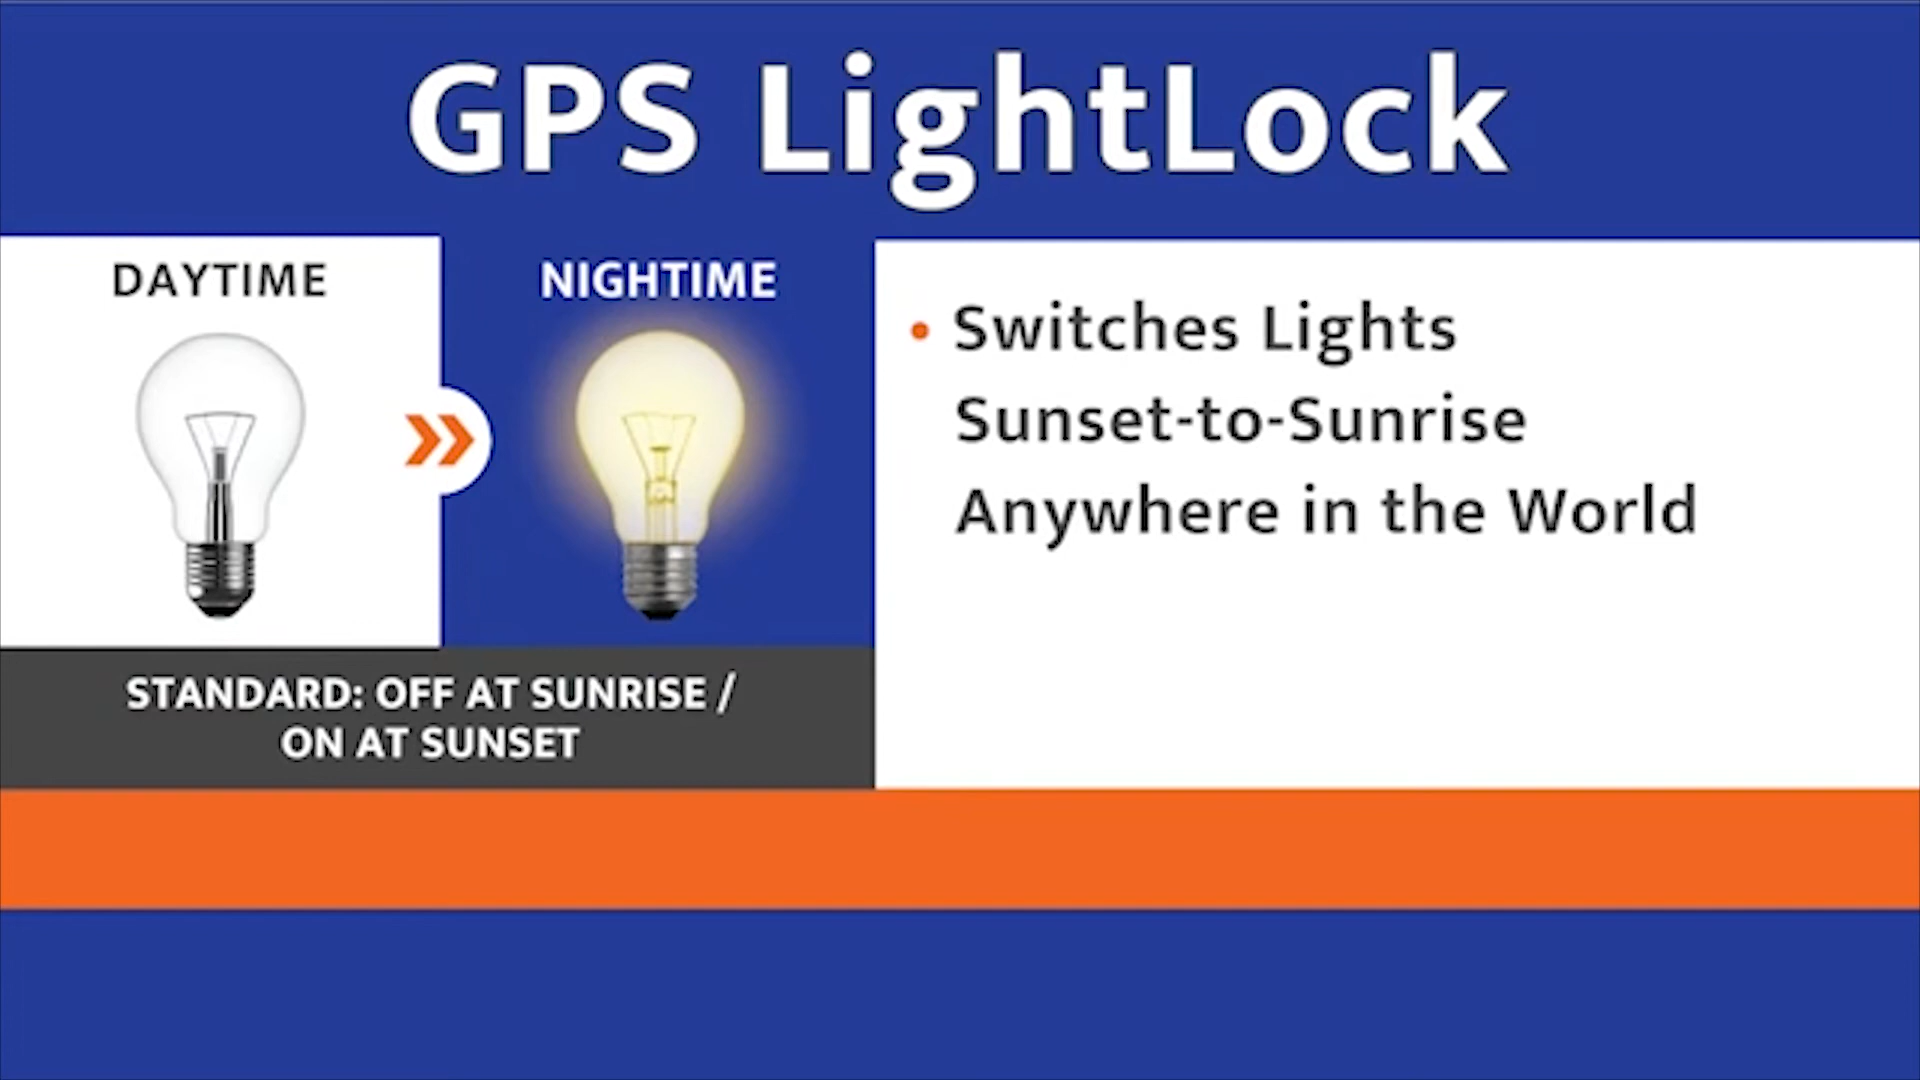 GPS LightLock
DAYTIME
NIGHTIME
• Switches Lights
Sunset-to-Sunrise
Anywhere in the World
STANDARD: OFF AT SUNRISE /
ON AT SUNSET